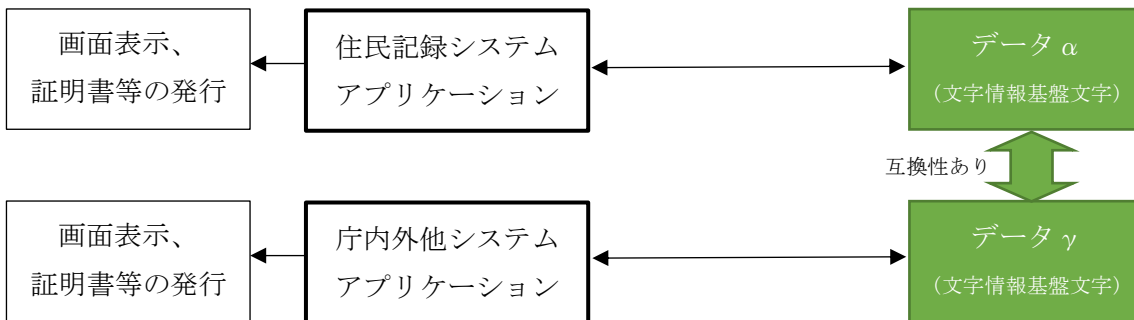 画面表示、
証明書等の発行
住民記録システム
アプリケーション
データ α
(文字情報基盤文字)
互換性あり
画面表示、
証明書等の発行
庁内外他システム
アプリケーション
データ γ
(文字情報基盤文字)